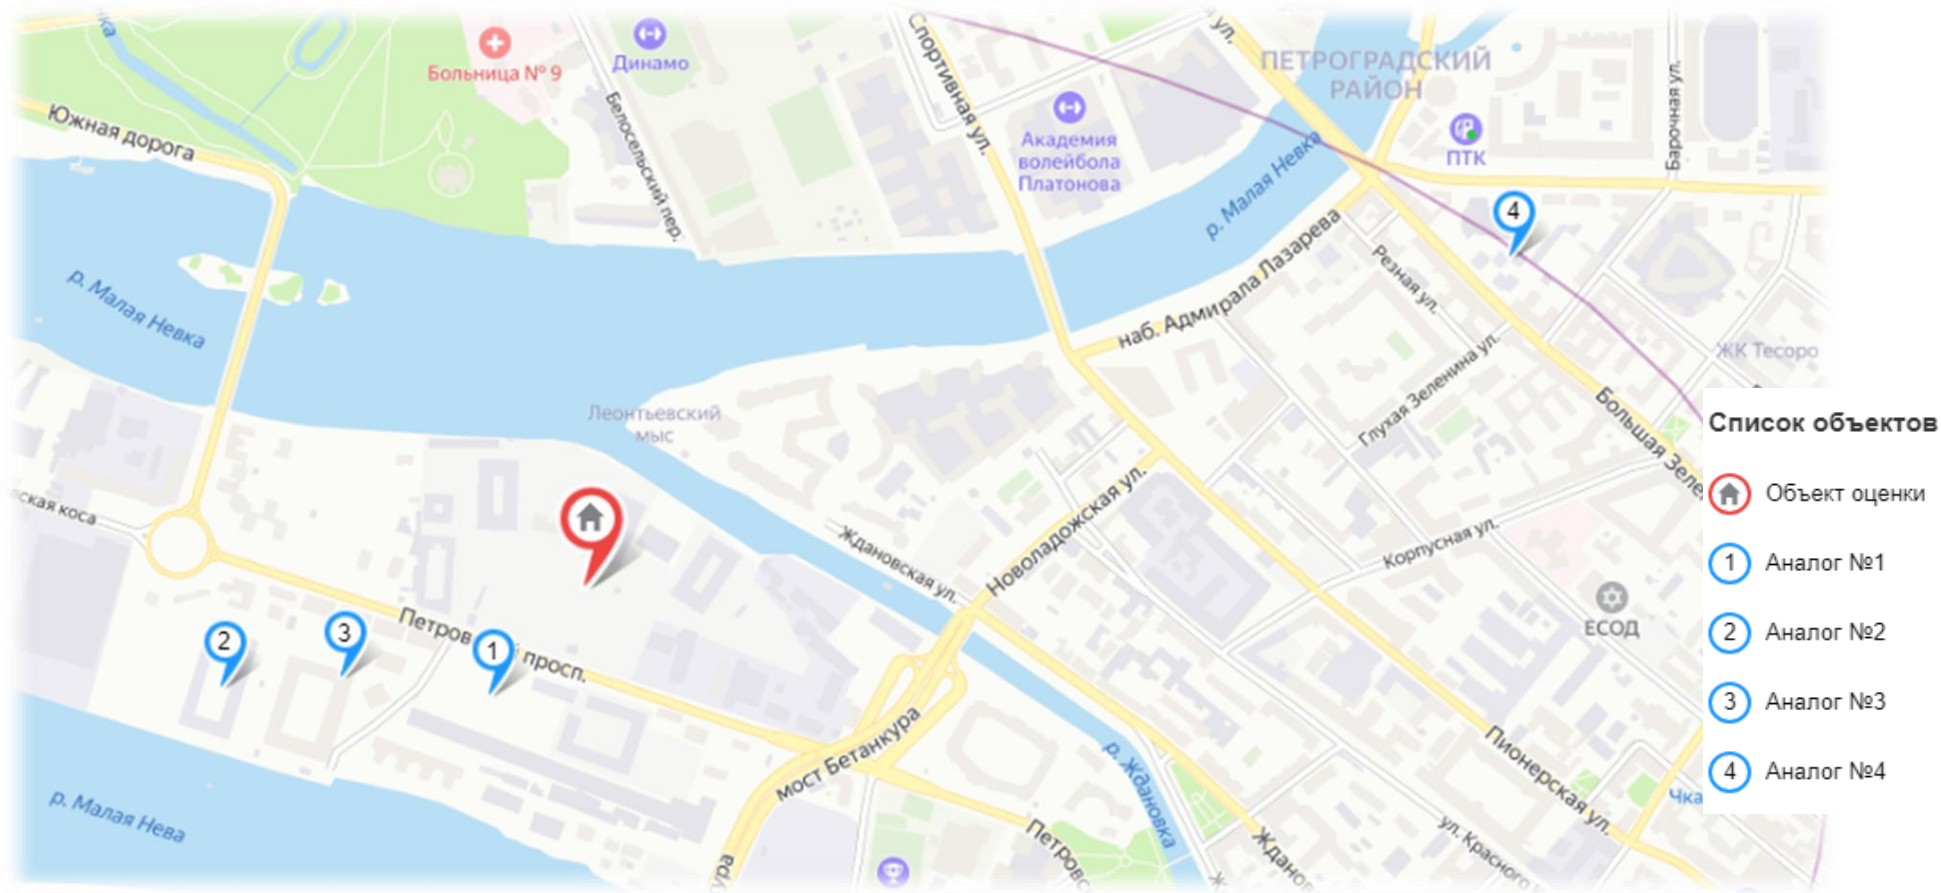 нка
Больница № 9
Динамо
Спортивная ул.
ул.
ПЕТРОГРАДСКИЙ
РАЙОН
Южная дорога
Белосельский пер.
Академия
волейбола
Платонова
ПТК
Барочная ул.
р. Малая Невка
4
р. Малая Невка
наб. Адмирала Лазарева
Резная ул.
ЖК Тесоро
Глухая Зеленина ул.
Большая Зеле
Леонтьевский
мыс
ская коса
Ждановская ул.
Новоладожская ул.
Корпусная ул.
ЕСОД
2
3
1
Петров
просп.
мост Бетанкура
р. Ждановка
Пионерская ул.
Чка
р. Малая Нева
ура
Петровс
Жданов
ул. Красного
Ж
Список объектов
Объект оценки
1 Аналог №1
2 Аналог №2
3 Аналог №3
4 Аналог №4